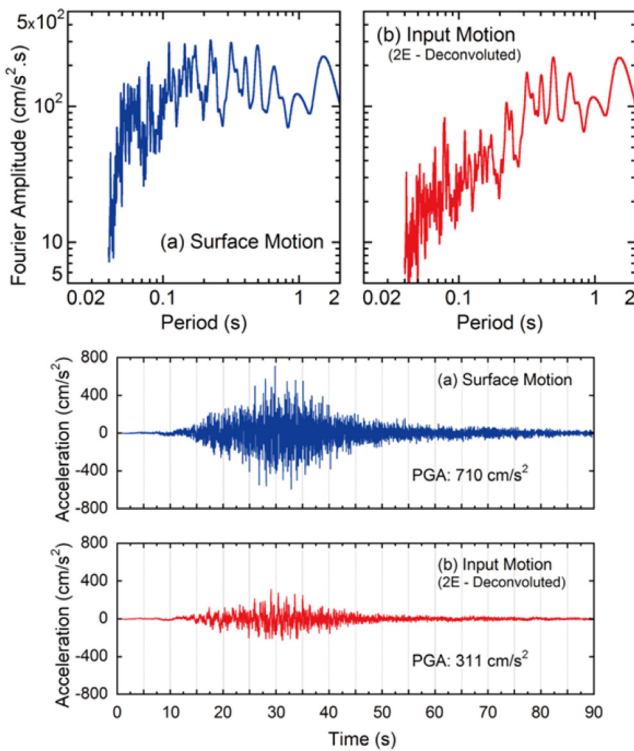 5x10²
10²
10
5
Fourier Amplitude (cm/s².s)
(a) Surface Motion
0.02 0.1 1 2
Period (s)
(b) Input Motion
(2E - Deconvoluted)
0.02 0.1 1 2
Period (s)
800
400
0
-400
-800
Acceleration (cm/s²)
(a) Surface Motion
PGA: 710 cm/s²
800
400
0
-400
-800
Acceleration (cm/s²)
(b) Input Motion
(2E - Deconvoluted)
PGA: 311 cm/s²
0 10 20 30 40 50 60 70 80 90
Time (s)